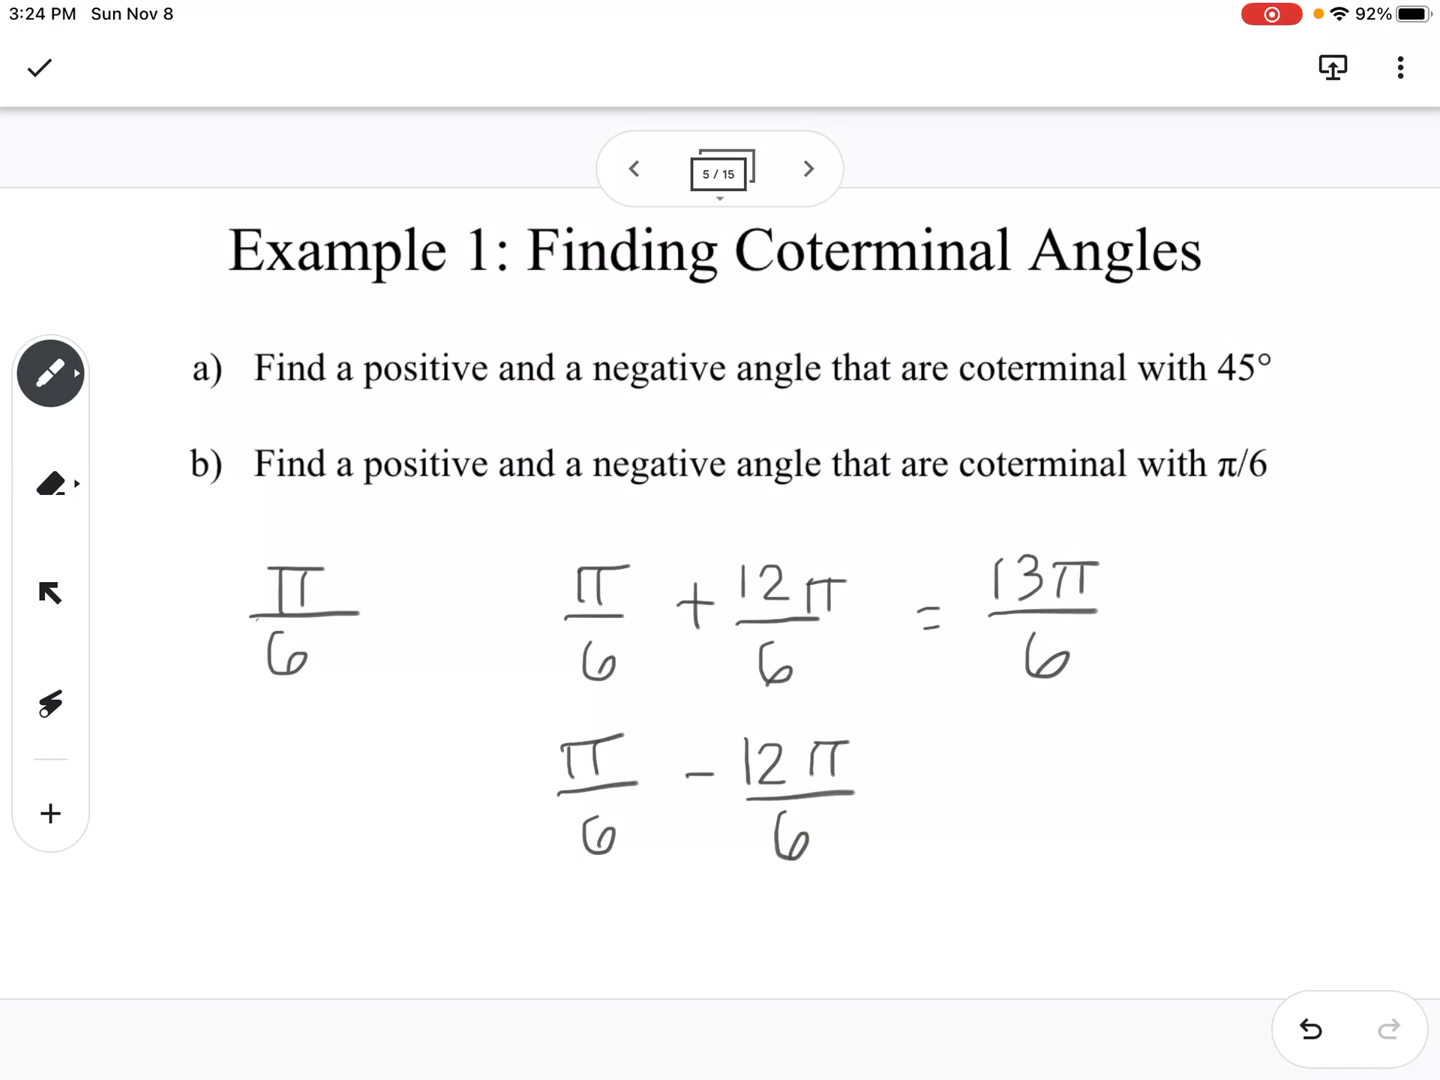 3:24 PM Sun Nov 8 92%
5 / 15
Example 1: Finding Coterminal Angles
a) Find a positive and a negative angle that are coterminal with 45°
b) Find a positive and a negative angle that are coterminal with π/6
π/6 π/6 + 12π/6 = 13π/6
π/6 - 12π/6